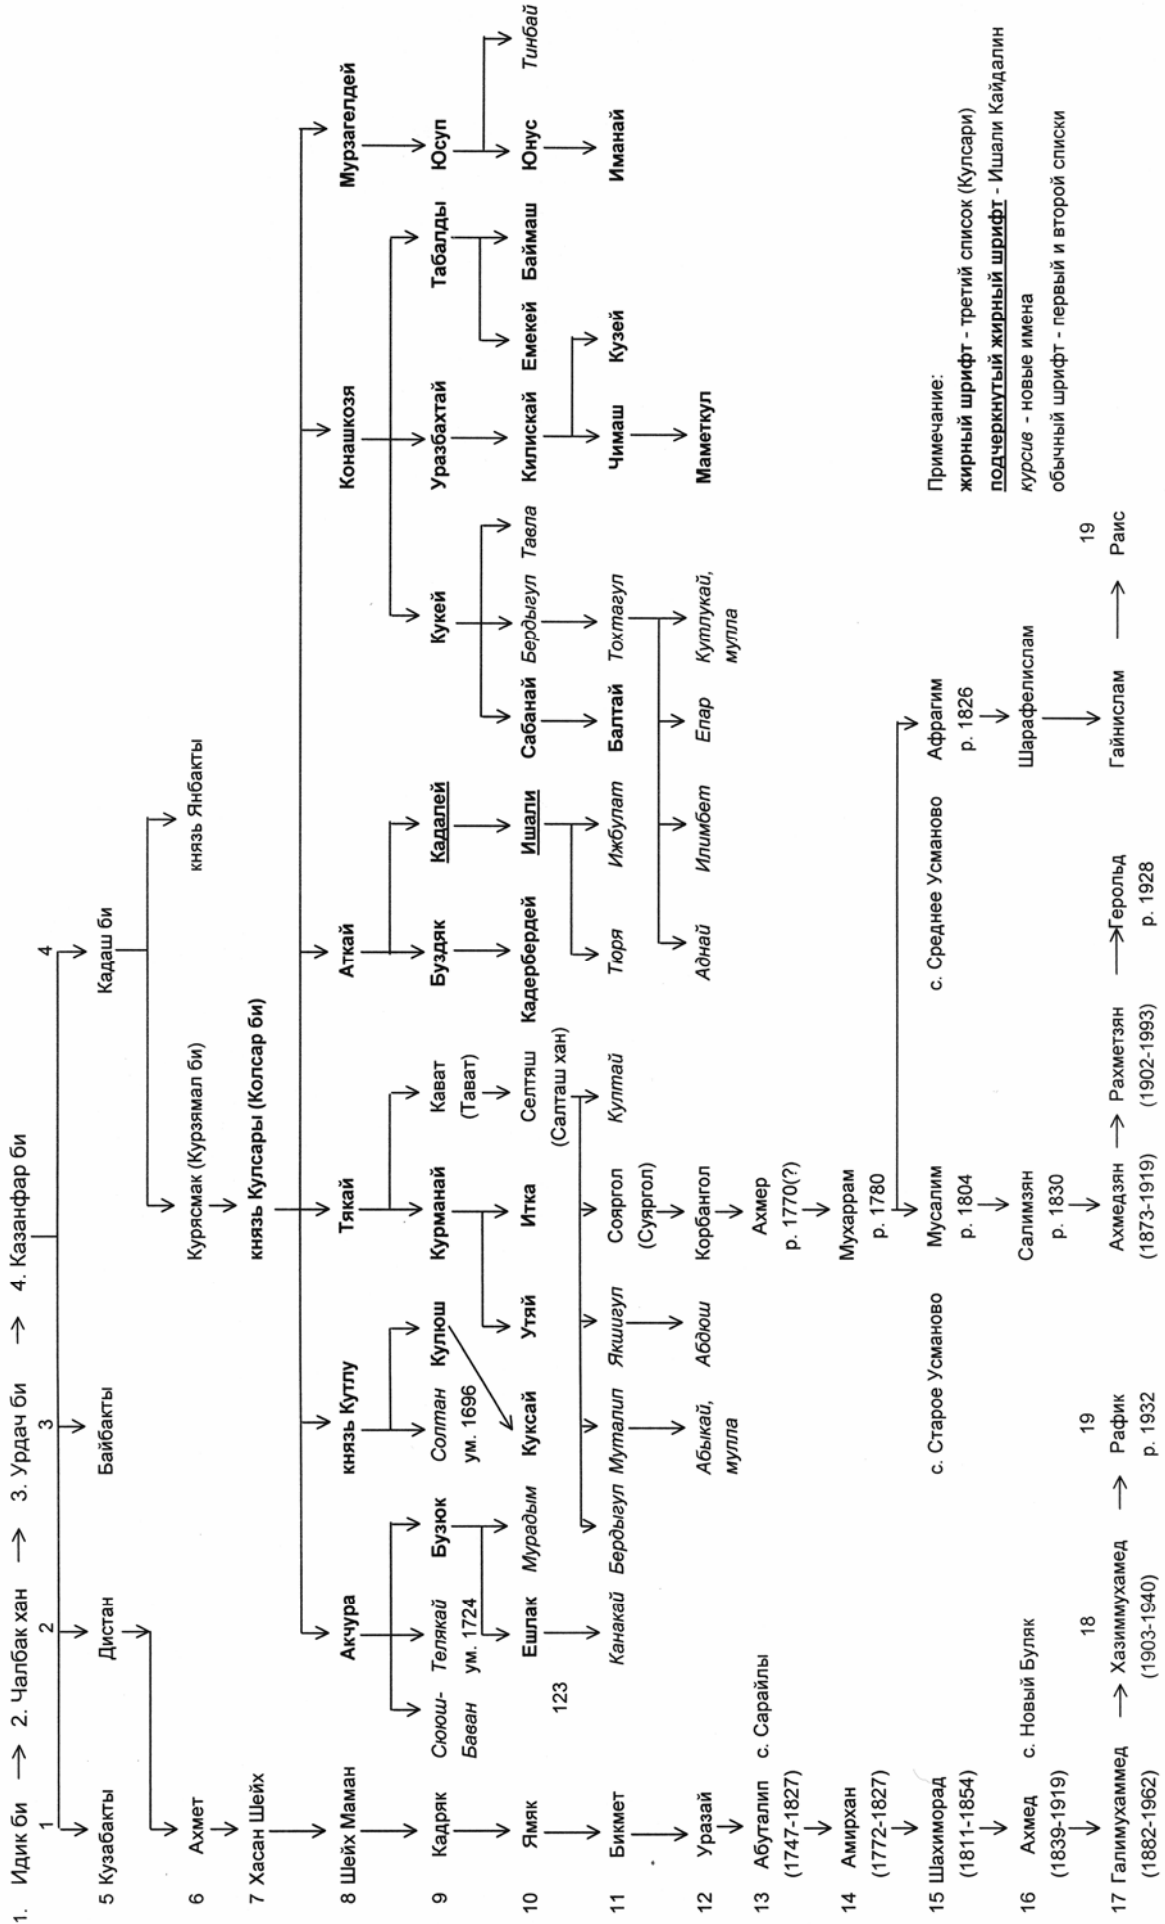 1. Идик би → 2. Чалбак хан → 3. Урдач би → 4. Казанфар би
1 2 3 4
5 Кузабакты Дистан Байбакты Кадаш би
6 Ахмет Курясмак (Курзямал би) князь Янбакты
7 Хасан Шейх князь Кулсары (Колсар би)
8 Шейх Маман Акчура князь Кутлу Тякай Аткай Конашкозя Мурзагелдей
9 Кадряк Сююш- Телякай Бузюк Солтан Кулюш Курманай Кават Буздяк Кадалей Кукей Уразбахтай Табалды Юсуп
Баван ум. 1724 ум. 1696 (Тават)
10 Ямяк Ешлак Мурадым Куксай Утяй Итка Селтяш Кадербердей Ишали Сабанай Бердыгул Тавла Килискай Емекей Баймаш Юнус Тинбай
123 (Салташ хан)
11 Бикмет Канакай Бердыгул Муталип Якшигул Сояргол Култай Тюря Ижбулат Балтай Тохтагул Чимаш Кузей Иманай
(Суяргол)
12 Уразай Абыкай, Абдюш Корбангол Аднай Илимбет Епар Кутлукай, Маметкул
мулла мулла
13 Абуталип с. Сарайлы Ахмер
(1747-1827) р. 1770(?)
14 Амирхан Мухаррам
(1772-1827) р. 1780
15 Шахиморад с. Старое Усманово Мусалим с. Среднее Усманово Афрагим
(1811-1854) р. 1804 р. 1826
16 Ахмед с. Новый Буляк Салимзян Шарафелислам
(1839-1919) р. 1830
18 19 19
17 Галимухаммед → Хазиммухамед → Рафик Ахмедзян → Рахметзян → Герольд Гайнислам → Раис
(1882-1962) (1903-1940) р. 1932 (1873-1919) (1902-1993) р. 1928
Примечание:
жирный шрифт - третий список (Кулсари)
подчеркнутый жирный шрифт - Ишали Кайдалин
курсив - новые имена
обычный шрифт - первый и второй списки